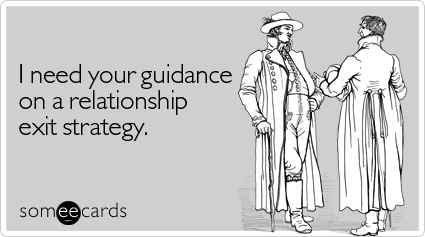 I need your guidance
on a relationship
exit strategy.
someecards